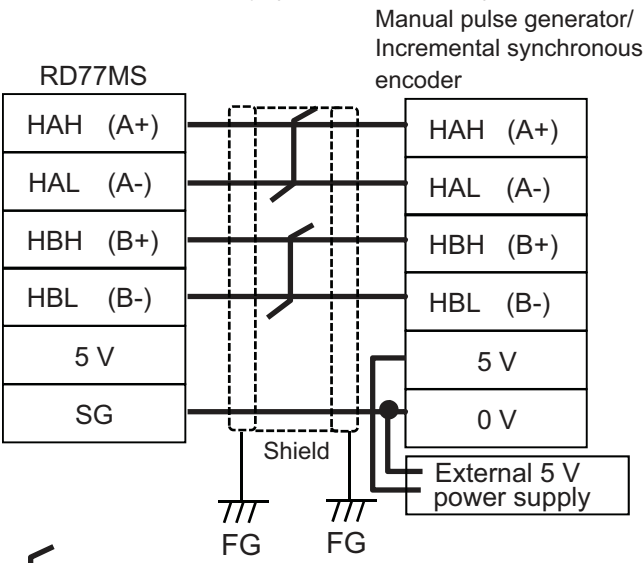 Manual pulse generator/
Incremental synchronous
encoder
RD77MS
HAH (A+)
HAL (A-)
HBH (B+)
HBL (B-)
5 V
SG
HAH (A+)
HAL (A-)
HBH (B+)
HBL (B-)
5 V
0 V
Shield
External 5 V
power supply
FG
FG